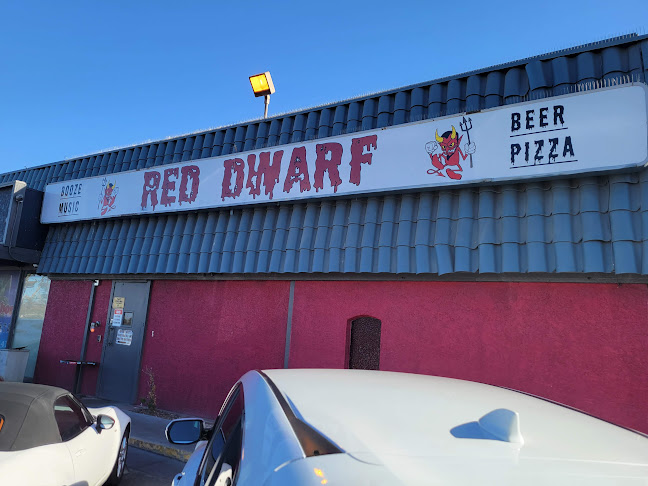 BOOZE
MUSIC
RED DWARF
BEER
PIZZA